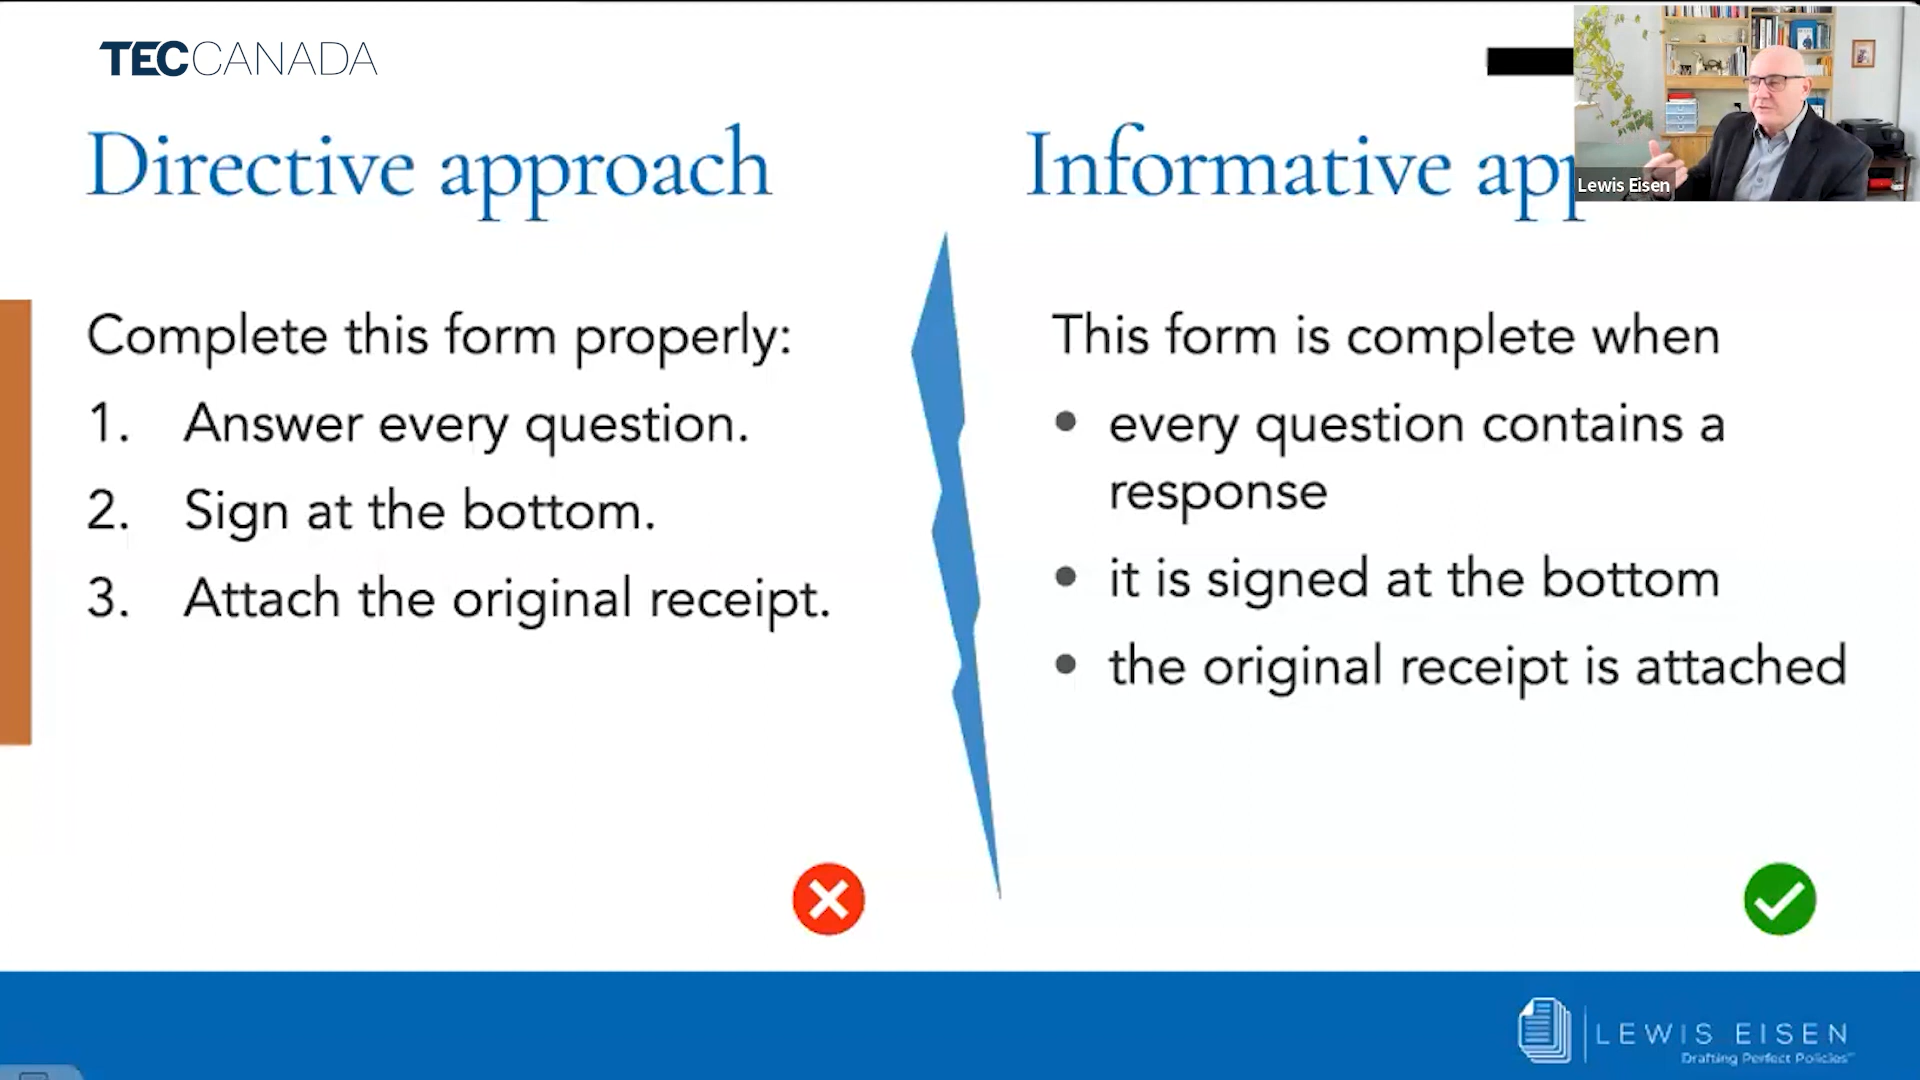 TECCANADA
Directive approach
Complete this form properly:
1. Answer every question.
2. Sign at the bottom.
3. Attach the original receipt.
Informative app
This form is complete when
• every question contains a
response
• it is signed at the bottom
• the original receipt is attached
Lewis Eisen
LEWIS EISEN
Drafting Perfect Policies™